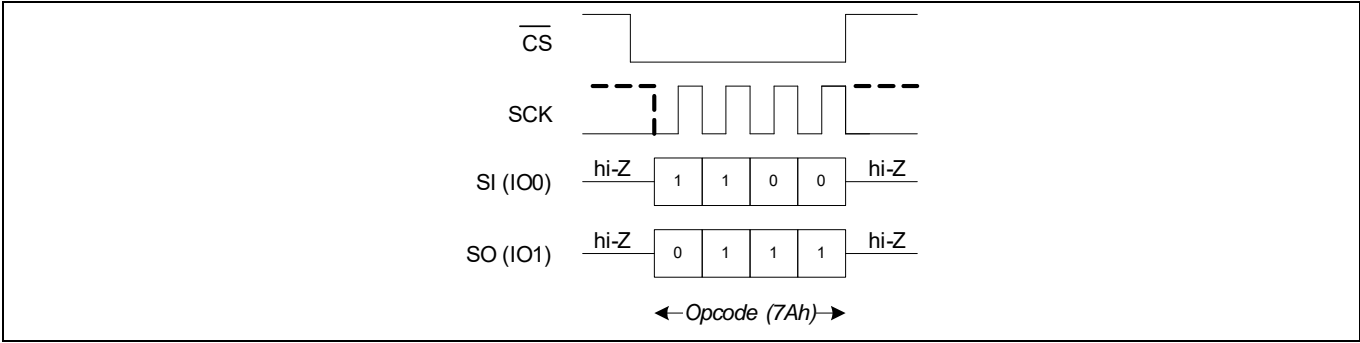 CS
SCK
hi-Z hi-Z
SI (IO0) 1 1 0 0
hi-Z hi-Z
SO (IO1) 0 1 1 1
Opcode (7Ah)